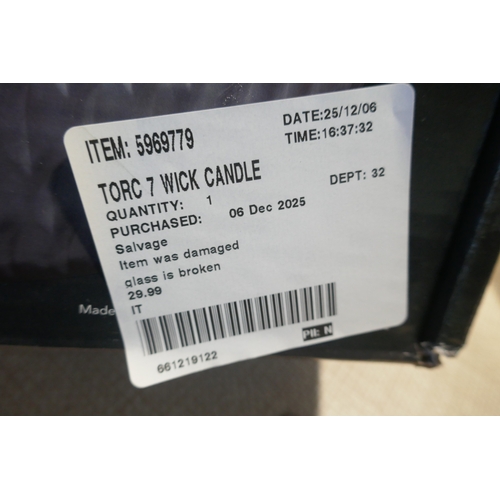 ITEM: 5969779
DATE:25/12/06
TIME:16:37:32
TORC 7 WICK CANDLE
DEPT: 32
QUANTITY: 1
PURCHASED: 06 Dec 2025
Salvage
Item was damaged
glass is broken
29.99
IT
Made
PII: N
661219122